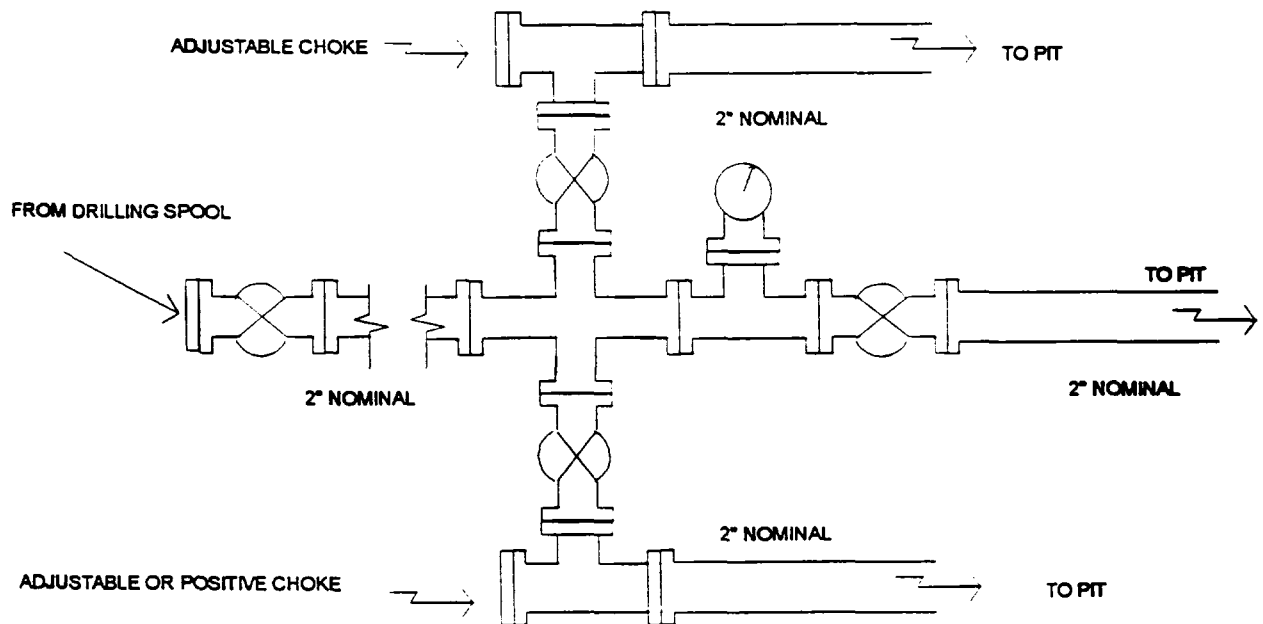 ADJUSTABLE CHOKE
TO PIT
2" NOMINAL
FROM DRILLING SPOOL
TO PIT
2" NOMINAL
2" NOMINAL
2" NOMINAL
ADJUSTABLE OR POSITIVE CHOKE
TO PIT